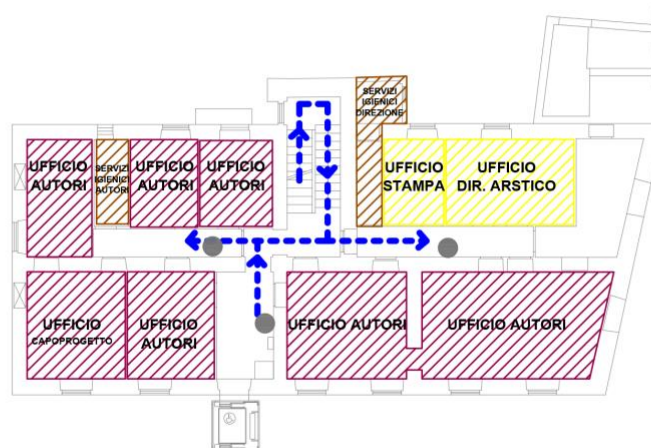 SERVIZI
IGIENICI
DIREZIONE
UFFICIO
AUTORI
SERVIZI
IGIENICI
AUTORI
UFFICIO
AUTORI
UFFICIO
AUTORI
UFFICIO
STAMPA
UFFICIO
DIR. ARSTICO
UFFICIO
CAPOPROGETTO
UFFICIO
AUTORI
UFFICIO AUTORI
UFFICIO AUTORI